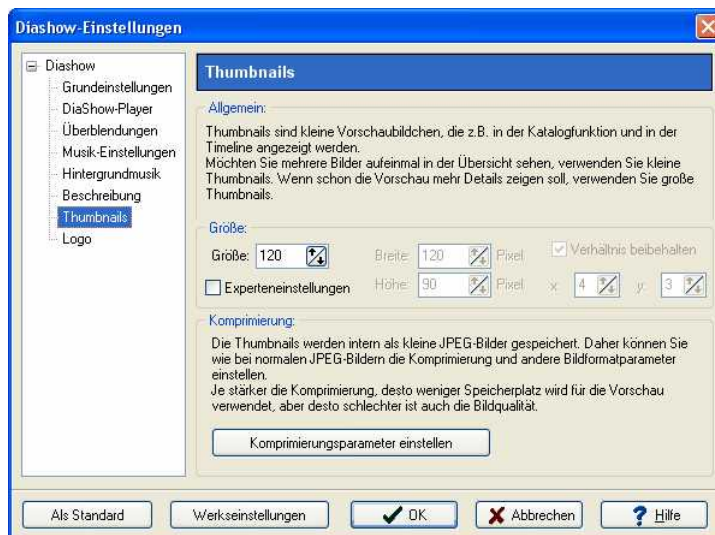 Diashow-Einstellungen
Diashow
Grundeinstellungen
DiaShow-Player
Überblendungen
Musik-Einstellungen
Hintergrundmusik
Beschreibung
Thumbnails
Logo
Thumbnails
Allgemein:
Thumbnails sind kleine Vorschaubildchen, die z.B. in der Katalogfunktion und in der
Timeline angezeigt werden.
Möchten Sie mehrere Bilder aufeinmal in der Übersicht sehen, verwenden Sie kleine
Thumbnails. Wenn schon die Vorschau mehr Details zeigen soll, verwenden Sie große
Thumbnails.
Größe:
Größe: 120 Breite: 120 Pixel Verhältnis beibehalten
Experteneinstellungen Höhe: 90 Pixel x: 4 y: 3
Komprimierung:
Die Thumbnails werden intern als kleine JPEG-Bilder gespeichert. Daher können Sie
wie bei normalen JPEG-Bildern die Komprimierung und andere Bildformatparameter
einstellen.
Je stärker die Komprimierung, desto weniger Speicherplatz wird für die Vorschau
verwendet, aber desto schlechter ist auch die Bildqualität.
Komprimierungsparameter einstellen
Als Standard Werkseinstellungen OK Abbrechen Hilfe